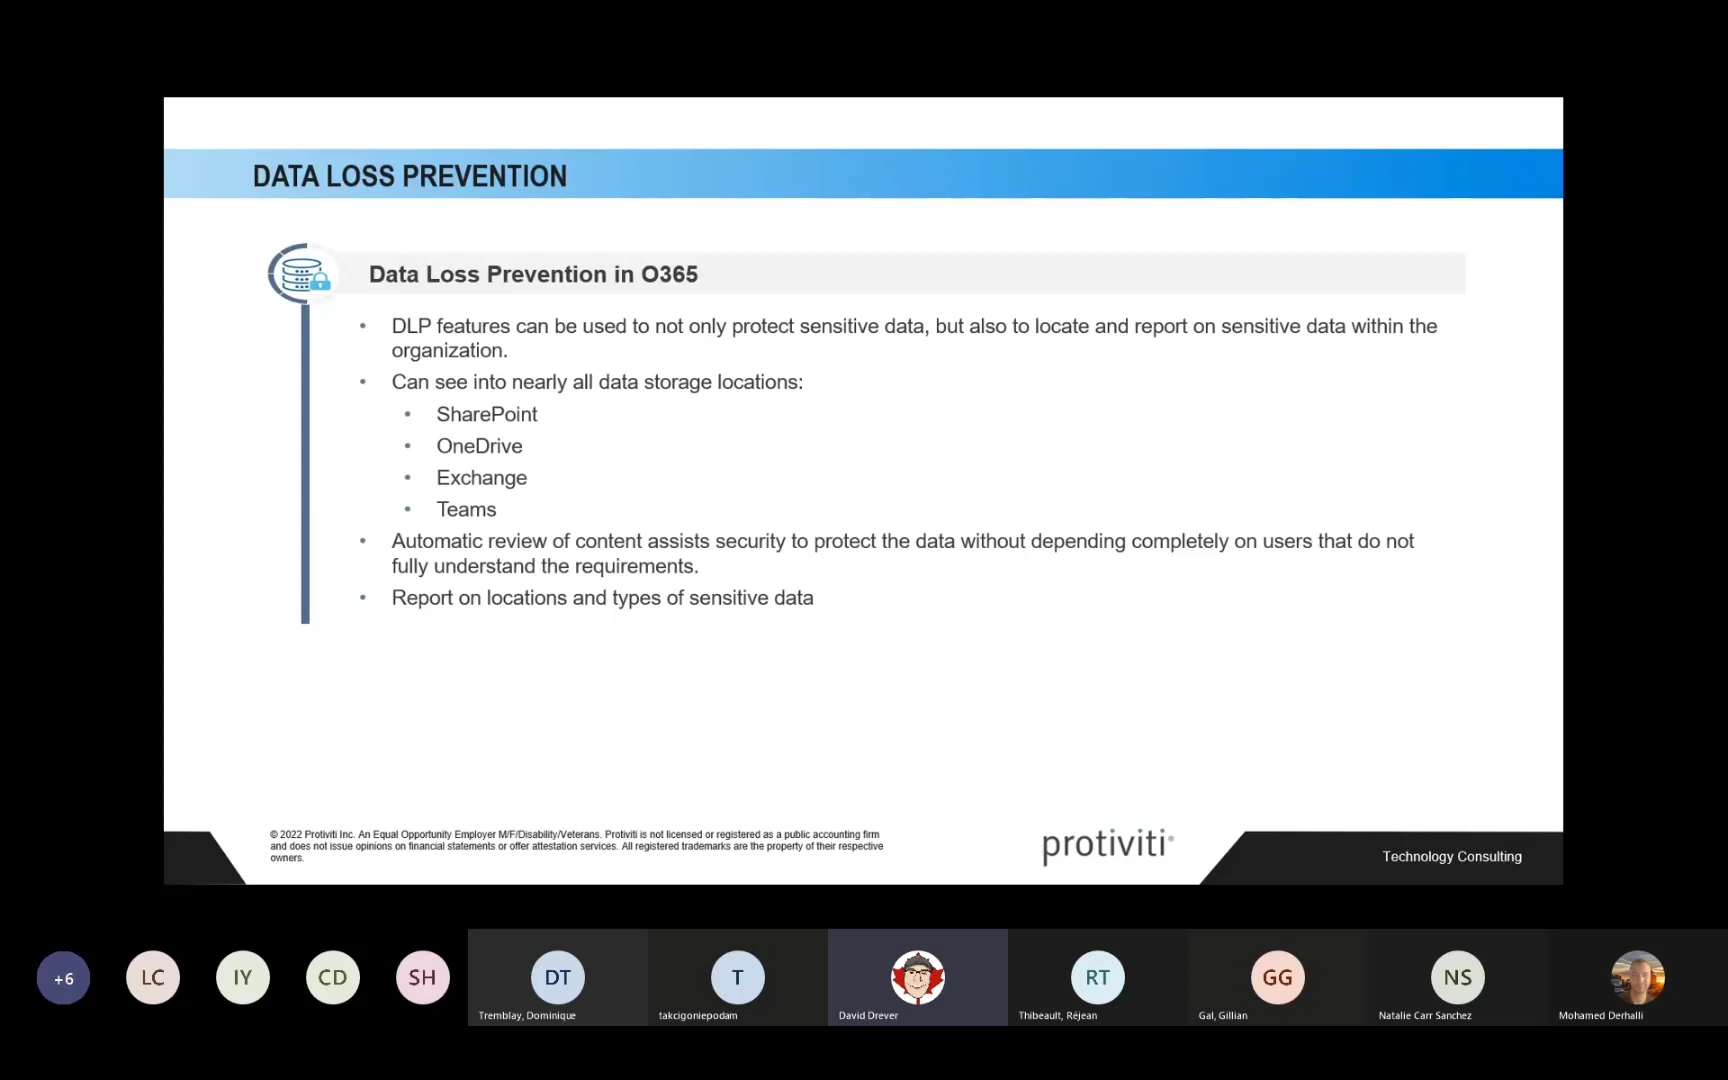 DATA LOSS PREVENTION
Data Loss Prevention in O365
• DLP features can be used to not only protect sensitive data, but also to locate and report on sensitive data within the
organization.
• Can see into nearly all data storage locations:
• SharePoint
• OneDrive
• Exchange
• Teams
• Automatic review of content assists security to protect the data without depending completely on users that do not
fully understand the requirements.
• Report on locations and types of sensitive data
© 2022 Protiviti Inc. An Equal Opportunity Employer M/F/Disability/Veterans. Protiviti is not licensed or registered as a public accounting firm
and does not issue opinions on financial statements or offer attestation services. All registered trademarks are the property of their respective
owners.
protiviti®
Technology Consulting
+6
LC
IY
CD
SH
DT
T
RT
GG
NS
Tremblay, Dominique
takcigoniepodam
David Drever
Thibeault, Réjean
Gal, Gillian
Natalie Carr Sanchez
Mohamed Derhalli